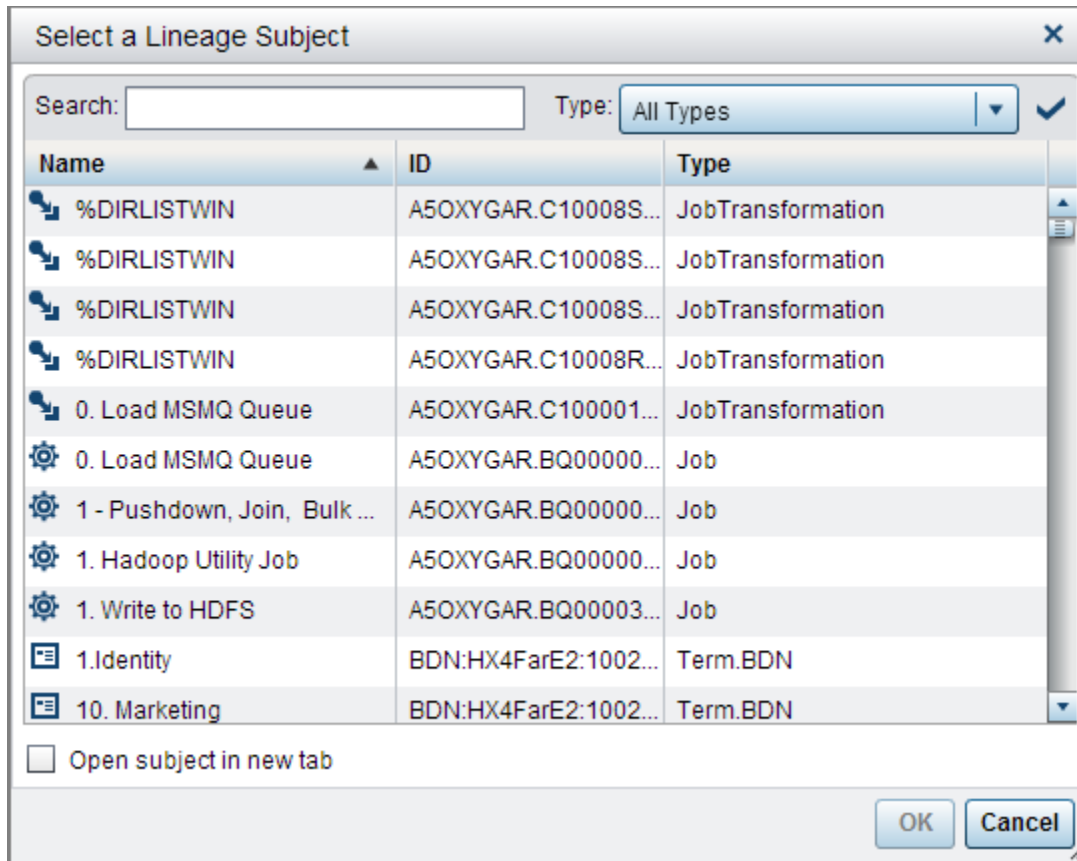 Select a Lineage Subject
Search: Type: All Types
Name ID Type
%DIRLISTWIN A5OXYGAR.C10008S... JobTransformation
%DIRLISTWIN A5OXYGAR.C10008S... JobTransformation
%DIRLISTWIN A5OXYGAR.C10008S... JobTransformation
%DIRLISTWIN A5OXYGAR.C10008R... JobTransformation
0. Load MSMQ Queue A5OXYGAR.C100001... JobTransformation
0. Load MSMQ Queue A5OXYGAR.BQ00000... Job
1 - Pushdown, Join, Bulk ... A5OXYGAR.BQ00000... Job
1. Hadoop Utility Job A5OXYGAR.BQ00000... Job
1. Write to HDFS A5OXYGAR.BQ00003... Job
1.Identity BDN:HX4FarE2:1002... Term.BDN
10. Marketing BDN:HX4FarE2:1002... Term.BDN
Open subject in new tab
OK Cancel